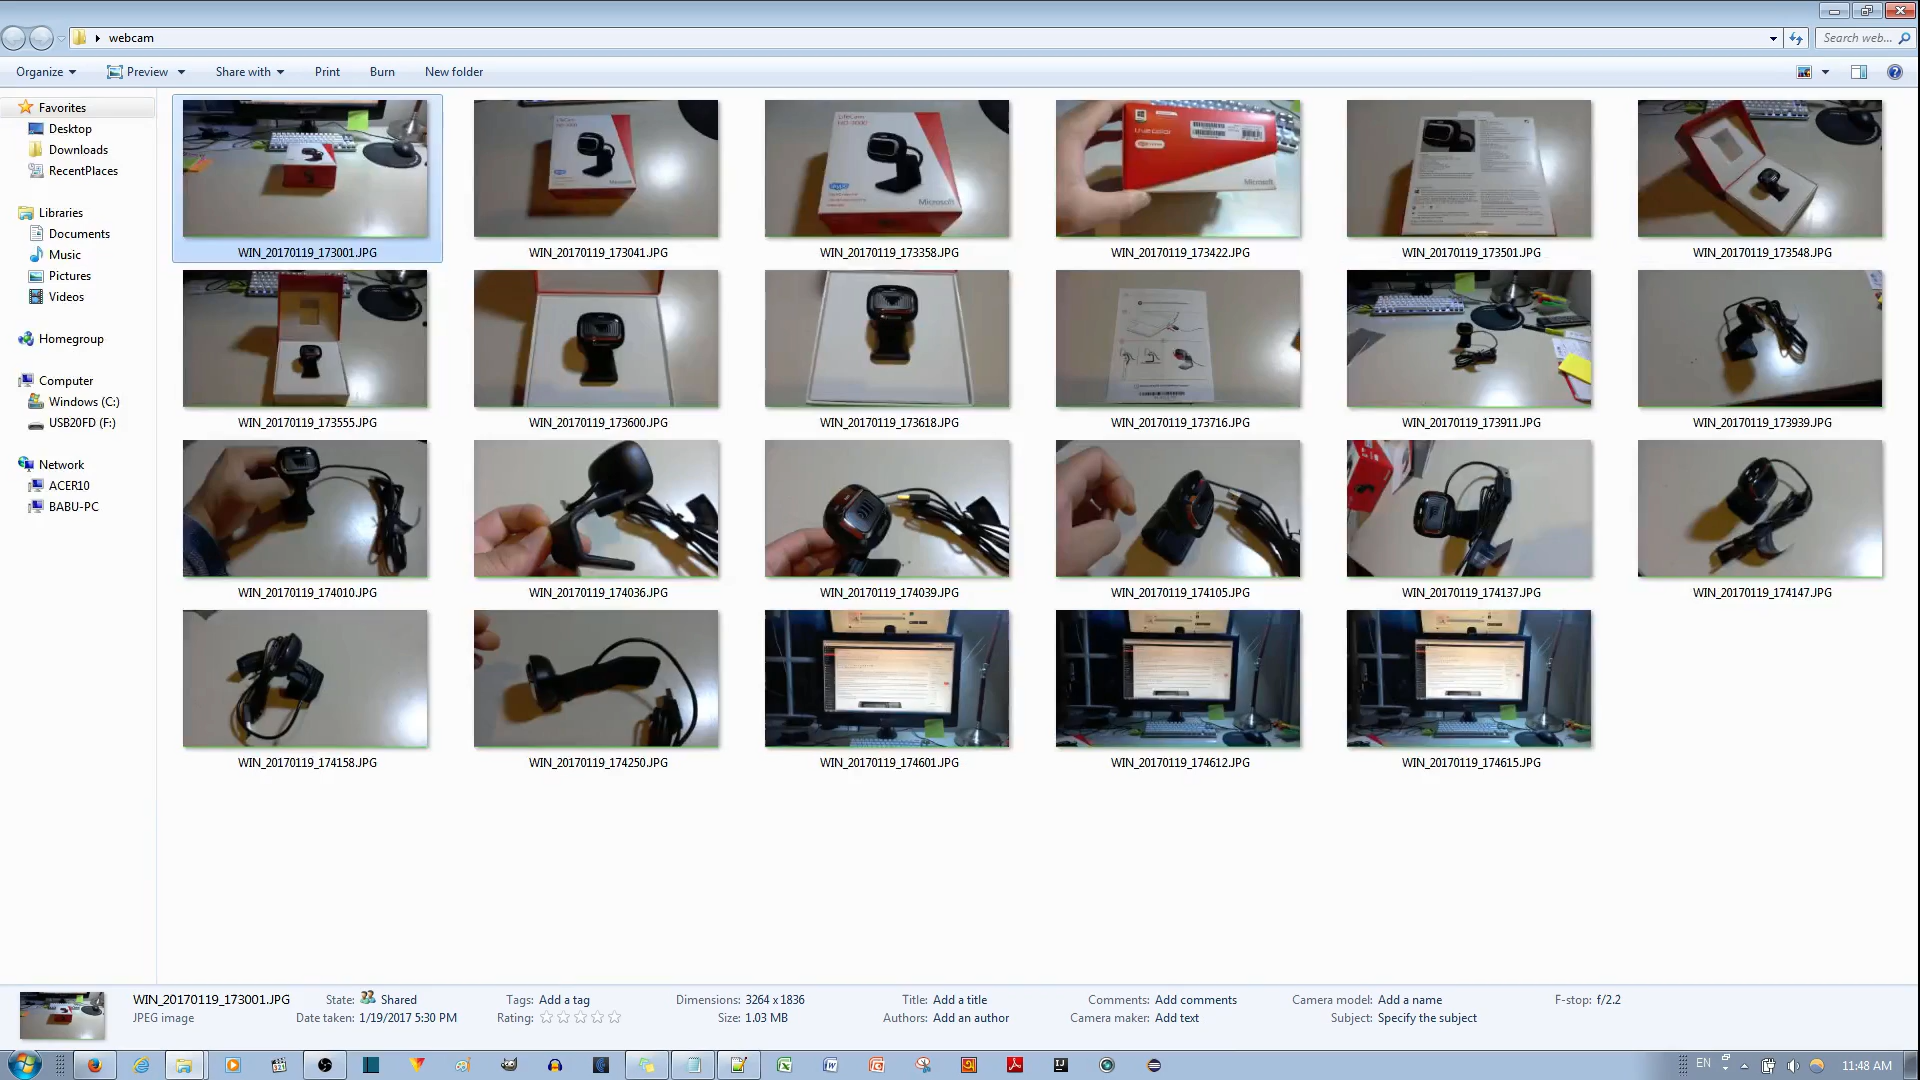 webcam
Search web...
Organize
Preview
Share with
Print
Burn
New folder
Favorites
Desktop
Downloads
RecentPlaces
Libraries
Documents
Music
Pictures
Videos
Homegroup
Computer
Windows (C:)
USB20FD (F:)
Network
ACER10
BABU-PC
LifeCam
HD-3000
Microsoft
Microsoft
WIN_20170119_173001.JPG
WIN_20170119_173041.JPG
WIN_20170119_173358.JPG
WIN_20170119_173422.JPG
WIN_20170119_173501.JPG
WIN_20170119_173548.JPG
WIN_20170119_173555.JPG
WIN_20170119_173600.JPG
WIN_20170119_173618.JPG
WIN_20170119_173716.JPG
WIN_20170119_173911.JPG
WIN_20170119_173939.JPG
WIN_20170119_174010.JPG
WIN_20170119_174036.JPG
WIN_20170119_174039.JPG
WIN_20170119_174105.JPG
WIN_20170119_174137.JPG
WIN_20170119_174147.JPG
WIN_20170119_174158.JPG
WIN_20170119_174250.JPG
WIN_20170119_174601.JPG
WIN_20170119_174612.JPG
WIN_20170119_174615.JPG
WIN_20170119_173001.JPG
State: Shared
Tags: Add a tag
Dimensions: 3264 x 1836
Title: Add a title
Comments: Add comments
Camera model: Add a name
F-stop: f/2.2
JPEG image
Date taken: 1/19/2017 5:30 PM
Rating:
Size: 1.03 MB
Authors: Add an author
Camera maker: Add text
Subject: Specify the subject
EN
11:48 AM